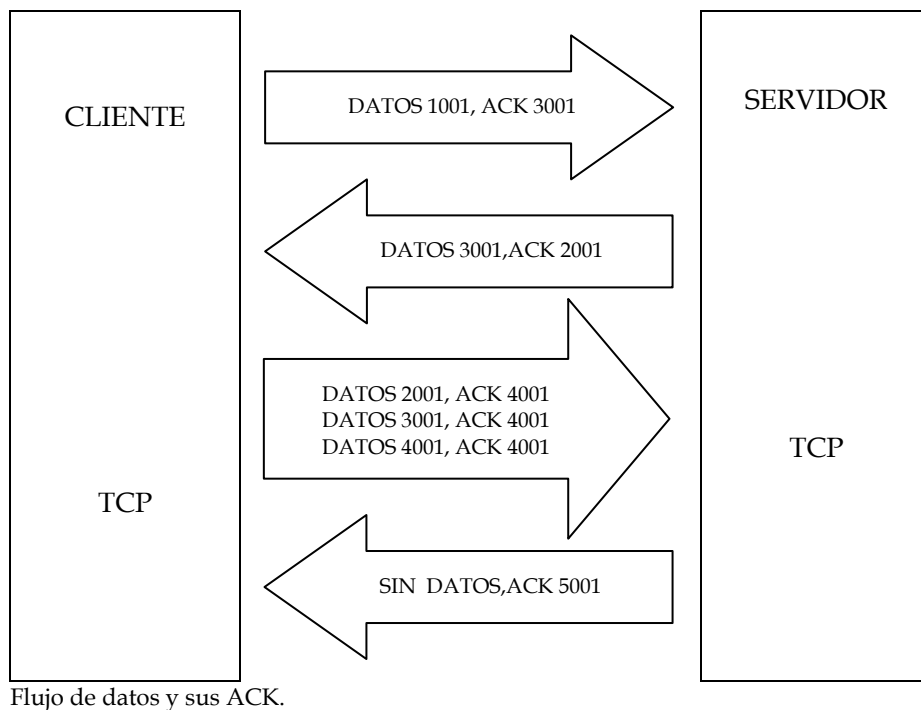 CLIENTE
SERVIDOR
DATOS 1001, ACK 3001
DATOS 3001,ACK 2001
DATOS 2001, ACK 4001
DATOS 3001, ACK 4001
DATOS 4001, ACK 4001
TCP
TCP
SIN DATOS,ACK 5001
Flujo de datos y sus ACK.